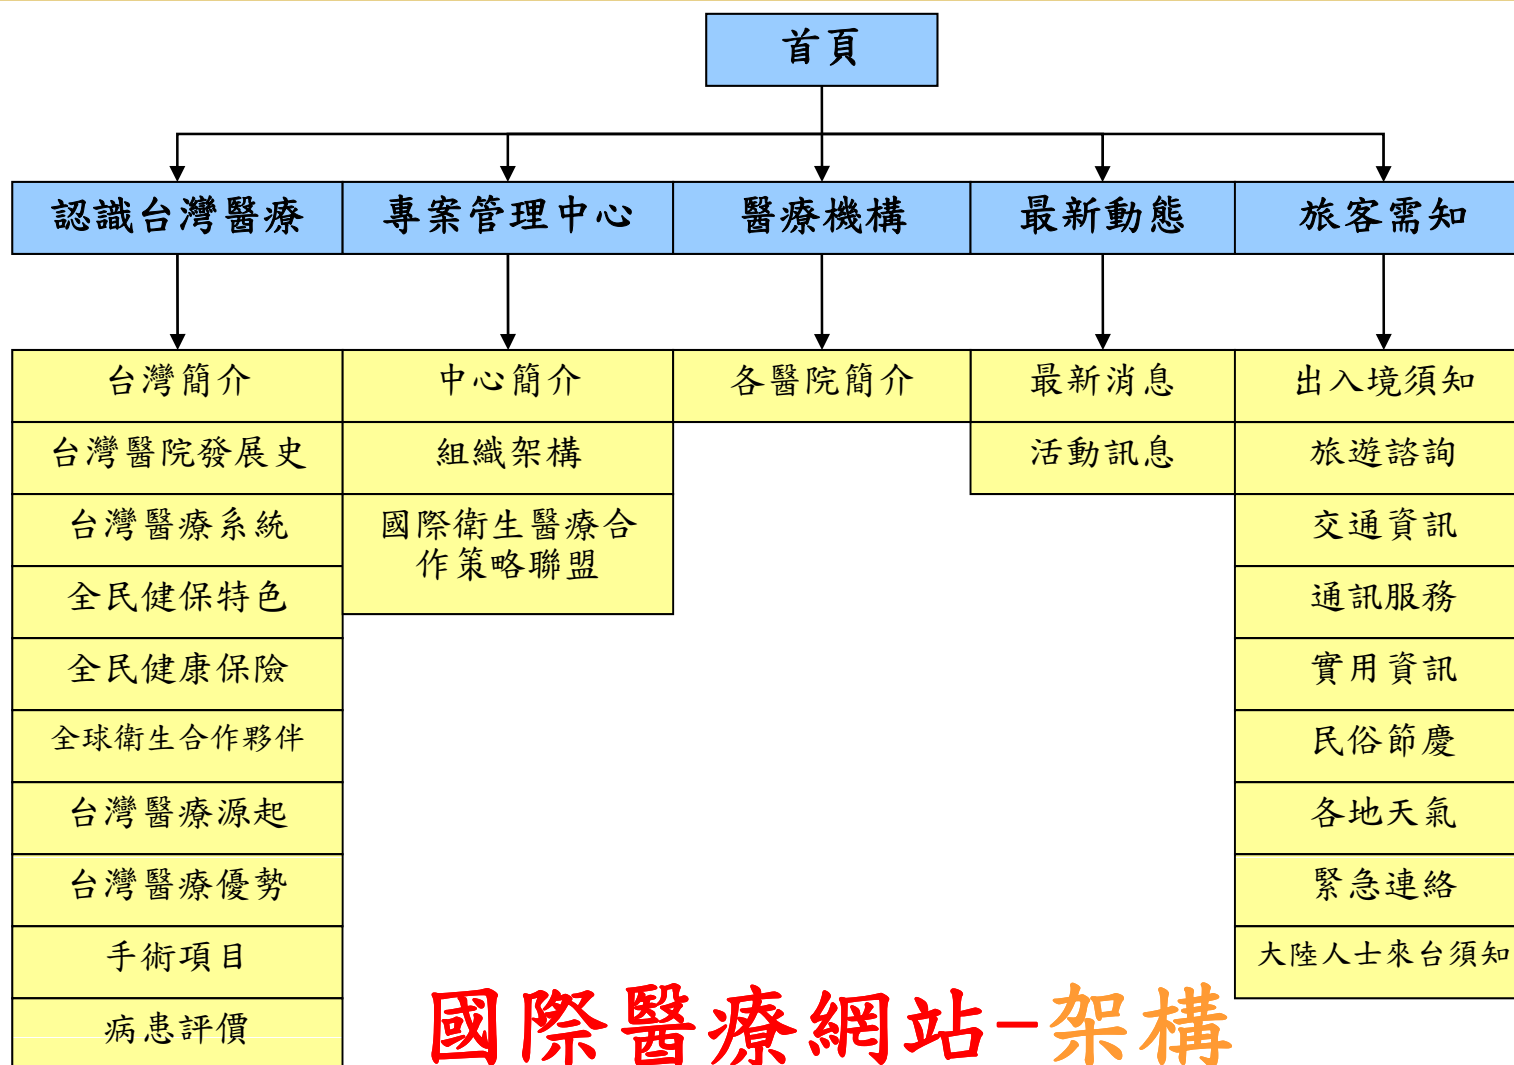 首頁
認識台灣醫療
專案管理中心
醫療機構
最新動態
旅客需知
台灣簡介
台灣醫院發展史
台灣醫療系統
全民健保特色
全民健康保險
全球衛生合作夥伴
台灣醫療源起
台灣醫療優勢
手術項目
病患評價
中心簡介
組織架構
國際衛生醫療合
作策略聯盟
各醫院簡介
最新消息
活動訊息
出入境須知
旅遊諮詢
交通資訊
通訊服務
實用資訊
民俗節慶
各地天氣
緊急連絡
大陸人士來台須知
國際醫療網站-架構